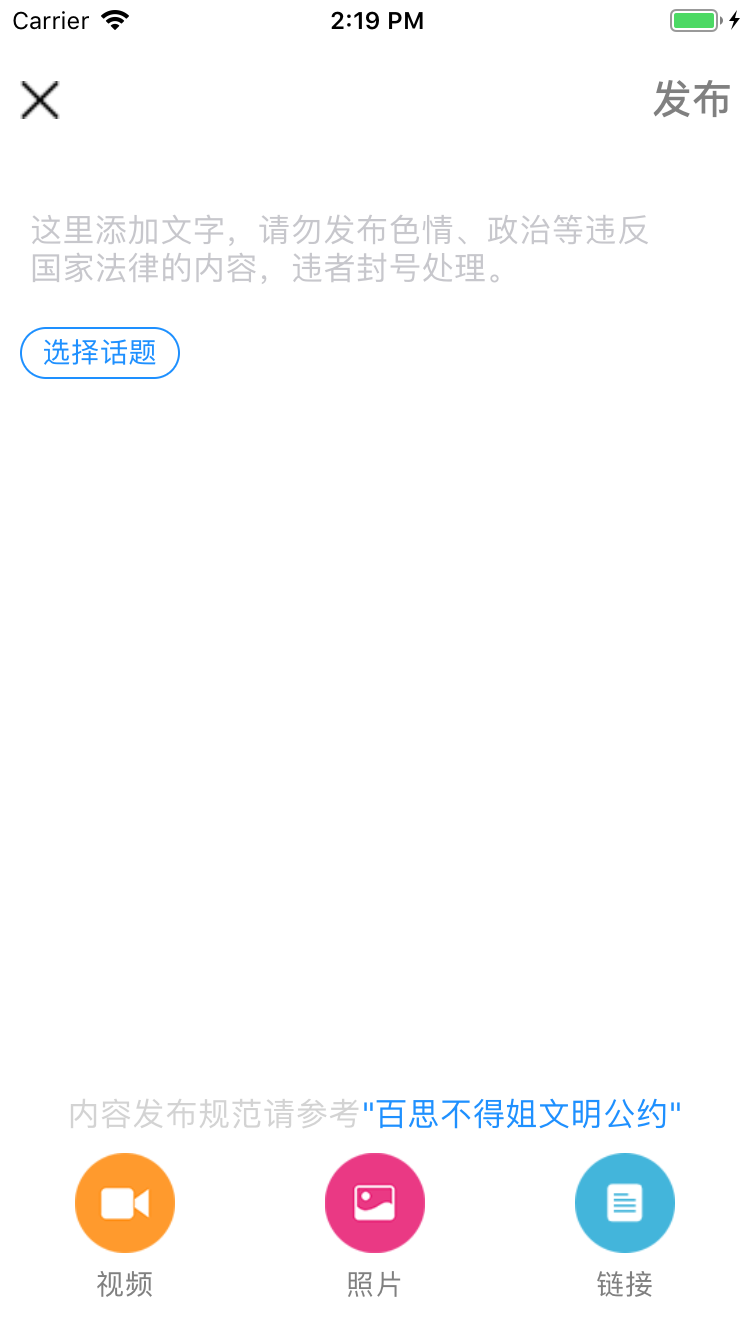 Carrier
2:19 PM
发布
这里添加文字，请勿发布色情、政治等违反
国家法律的内容，违者封号处理。
选择话题
内容发布规范请参考"百思不得姐文明公约"
视频
照片
链接